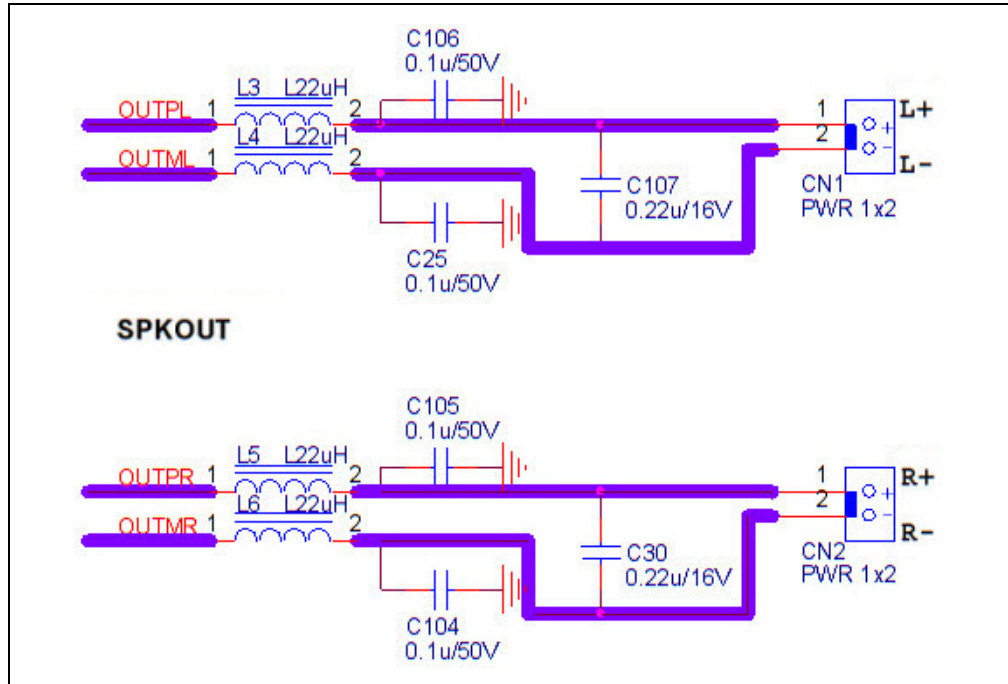 C106
0.1u/50V
L3 L22uH
OUTPL 1 2
L4 L22uH
OUTML 1 2
1 L+
2
+
-
L-
C107
0.22u/16V
CN1
PWR 1x2
C25
0.1u/50V
SPKOUT
C105
0.1u/50V
L5 L22uH
OUTPR 1 2
L6 L22uH
OUTMR 1 2
1 R+
2
+
-
R-
C30
0.22u/16V
CN2
PWR 1x2
C104
0.1u/50V